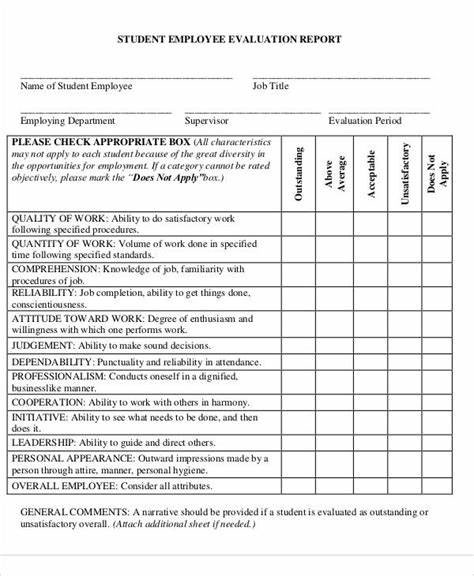 STUDENT EMPLOYEE EVALUATION REPORT
Name of Student Employee Job Title
Employing Department Supervisor Evaluation Period
PLEASE CHECK APPROPRIATE BOX (All characteristics
may not apply to each student because of the great diversity in
the opportunities for employment. If a category cannot be rated
objectively, please mark the “Does Not Apply”box.)
Outstanding
Above
Average
Acceptable
Unsatisfactory
Does Not
Apply
QUALITY OF WORK: Ability to do satisfactory work
following specified procedures.
QUANTITY OF WORK: Volume of work done in specified
time following specified standards.
COMPREHENSION: Knowledge of job, familiarity with
procedures of job.
RELIABILITY: Job completion, ability to get things done,
conscientiousness.
ATTITUDE TOWARD WORK: Degree of enthusiasm and
willingness with which one performs work.
JUDGEMENT: Ability to make sound decisions.
DEPENDABILITY: Punctuality and reliability in attendance.
PROFESSIONALISM: Conducts oneself in a dignified,
businesslike manner.
COOPERATION: Ability to work with others in harmony.
INITIATIVE: Ability to see what needs to be done, and then
does it.
LEADERSHIP: Ability to guide and direct others.
PERSONAL APPEARANCE: Outward impressions made by a
person through attire, manner, personal hygiene.
OVERALL EMPLOYEE: Consider all attributes.
GENERAL COMMENTS: A narrative should be provided if a student is evaluated as outstanding or
unsatisfactory overall. (Attach additional sheet if needed.)